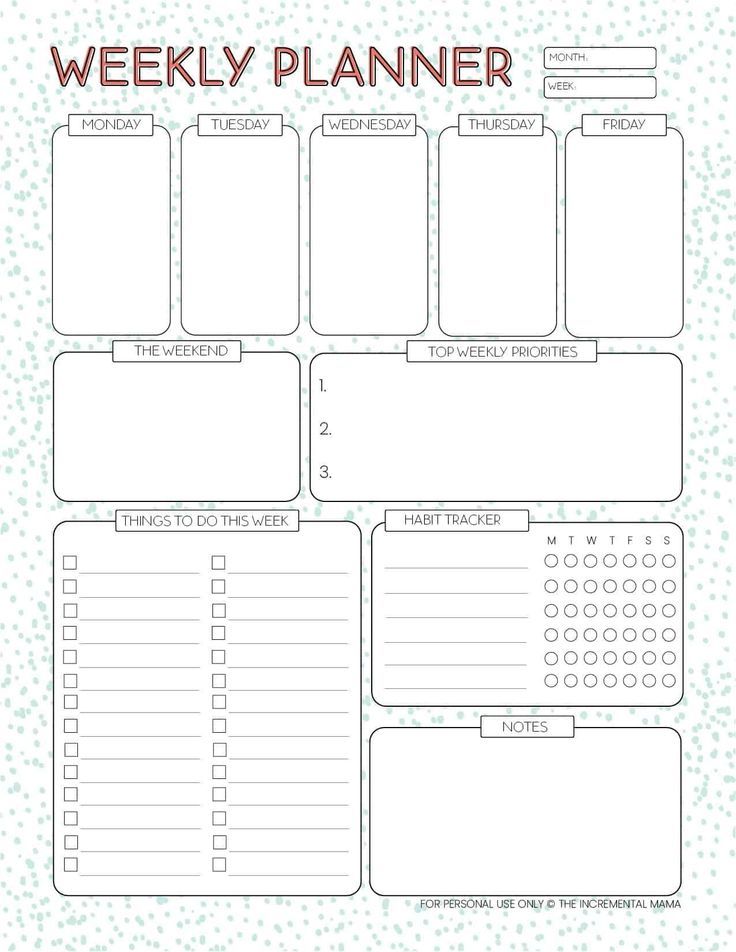 WEEKLY PLANNER
MONTH:
WEEK:
MONDAY
TUESDAY
WEDNESDAY
THURSDAY
FRIDAY
THE WEEKEND
TOP WEEKLY PRIORITIES
1.
2.
3.
THINGS TO DO THIS WEEK
HABIT TRACKER
M T W T F S S
NOTES
FOR PERSONAL USE ONLY © THE INCREMENTAL MAMA